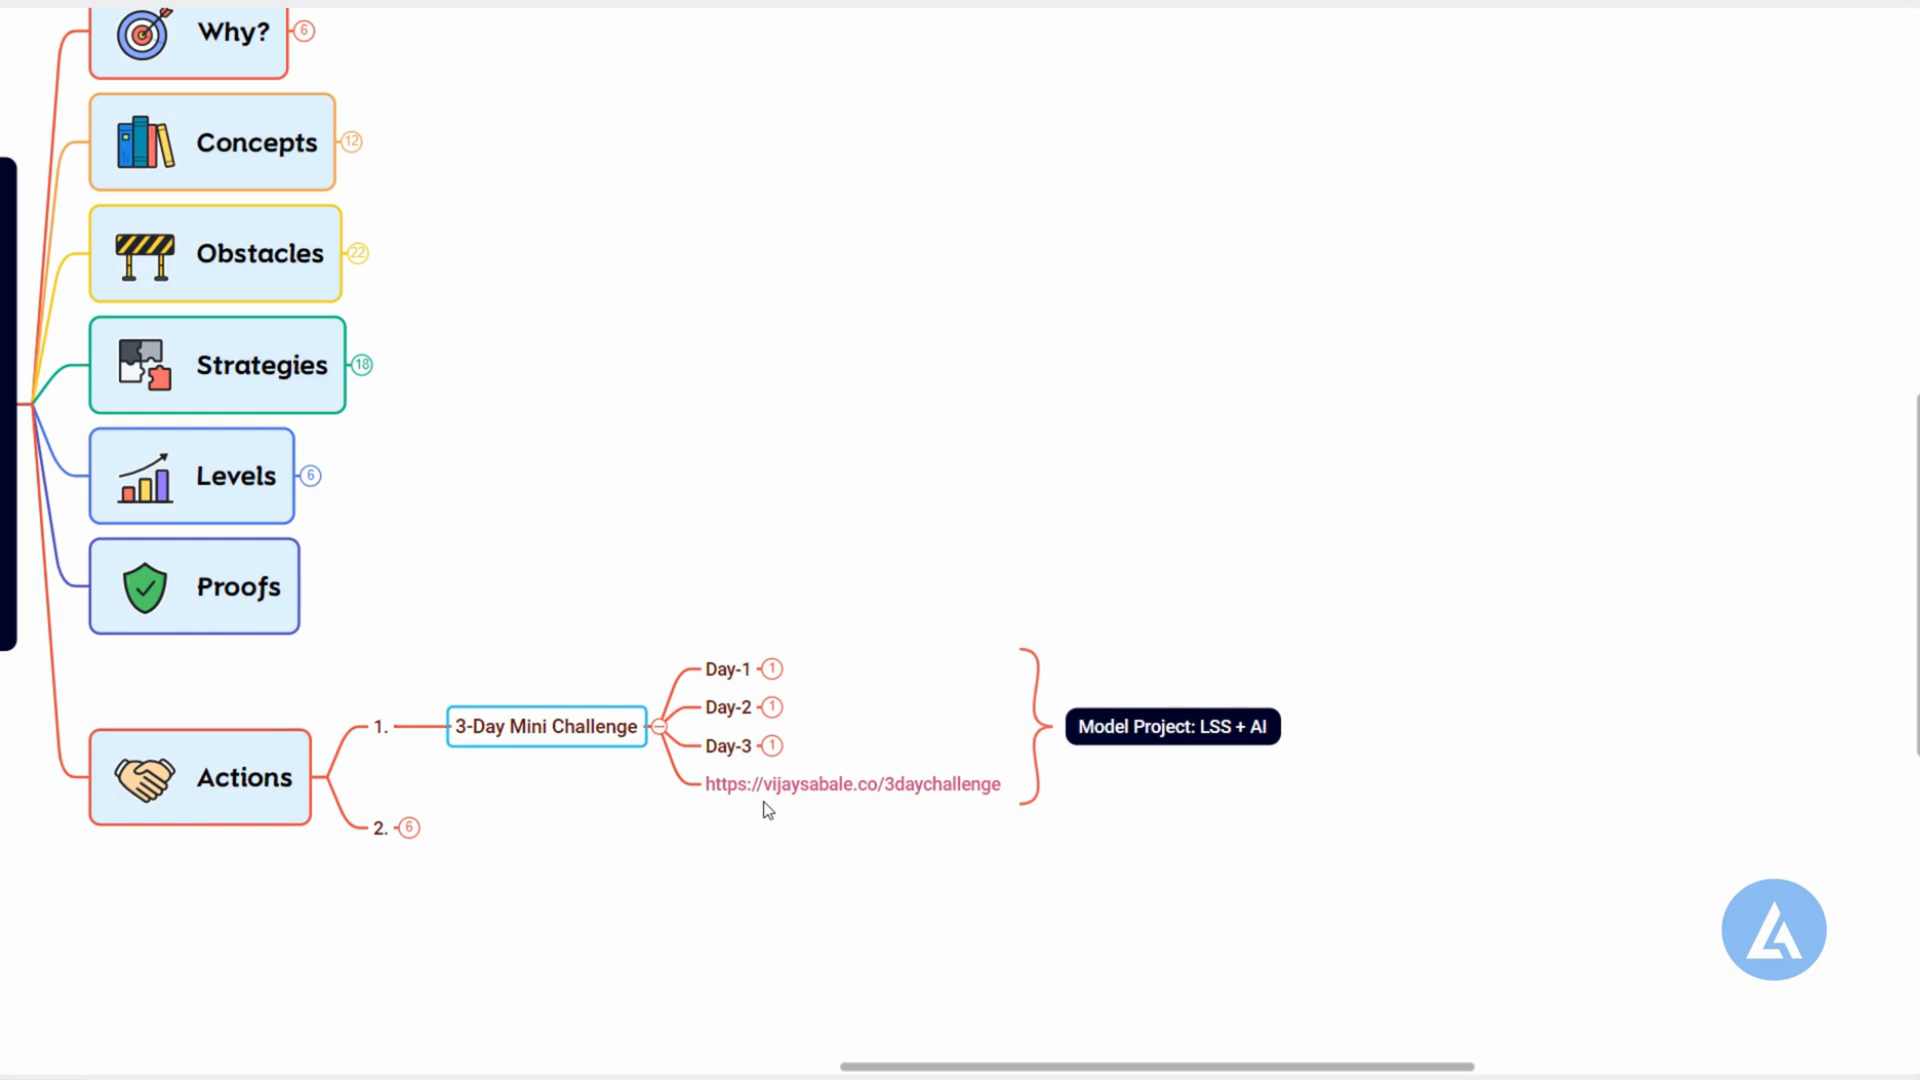 Why? 6
Concepts 12
Obstacles 22
Strategies 18
Levels 6
Proofs
Actions
1.
3-Day Mini Challenge
Day-1 1
Day-2 1
Day-3 1
https://vijaysabale.co/3daychallenge
Model Project: LSS + AI
2. 6